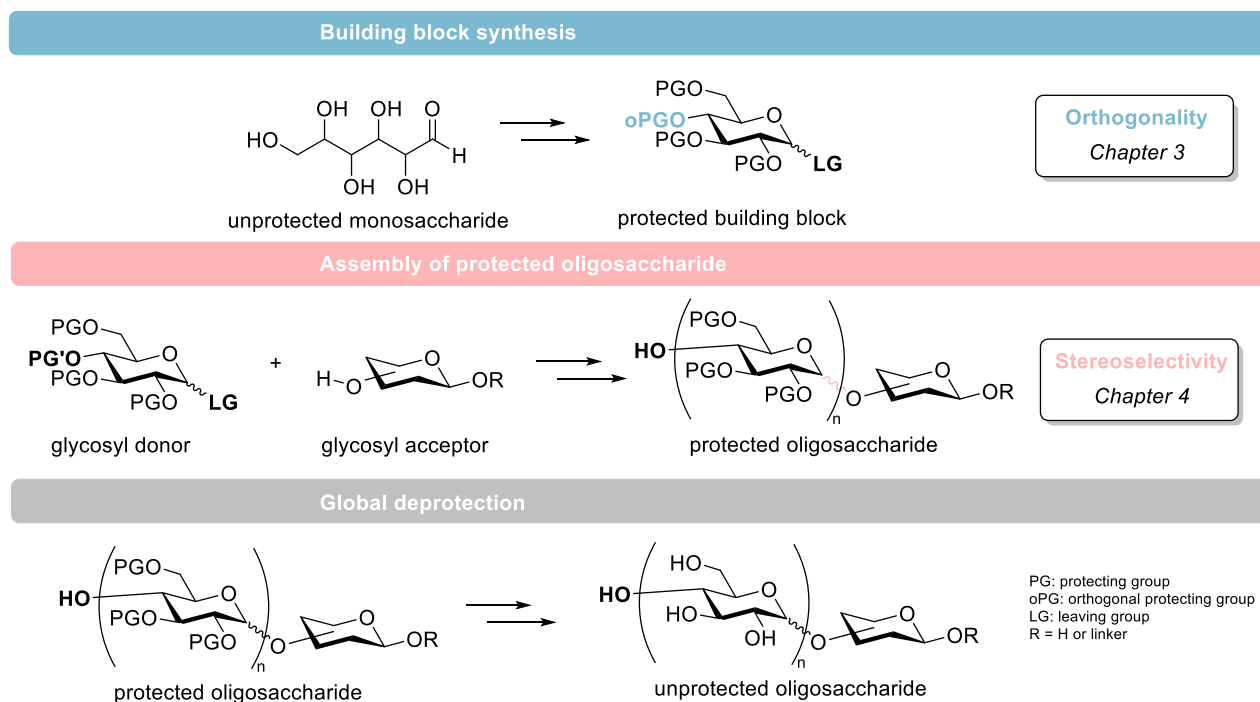 Building block synthesis
OH OH O
HO H
OH OH
unprotected monosaccharide
PGO
oPGO O
PGO
PGO LG
protected building block
Orthogonality
Chapter 3
Assembly of protected oligosaccharide
PGO
PG'O O
PGO
PGO LG
glycosyl donor
+
O
H O OR
glycosyl acceptor
PGO
HO O
PGO O
PGO O OR
n
protected oligosaccharide
Stereoselectivity
Chapter 4
Global deprotection
PGO
HO O
PGO O
PGO O OR
n
protected oligosaccharide
HO
HO O
HO O
OH O OR
n
unprotected oligosaccharide
PG: protecting group
oPG: orthogonal protecting group
LG: leaving group
R = H or linker